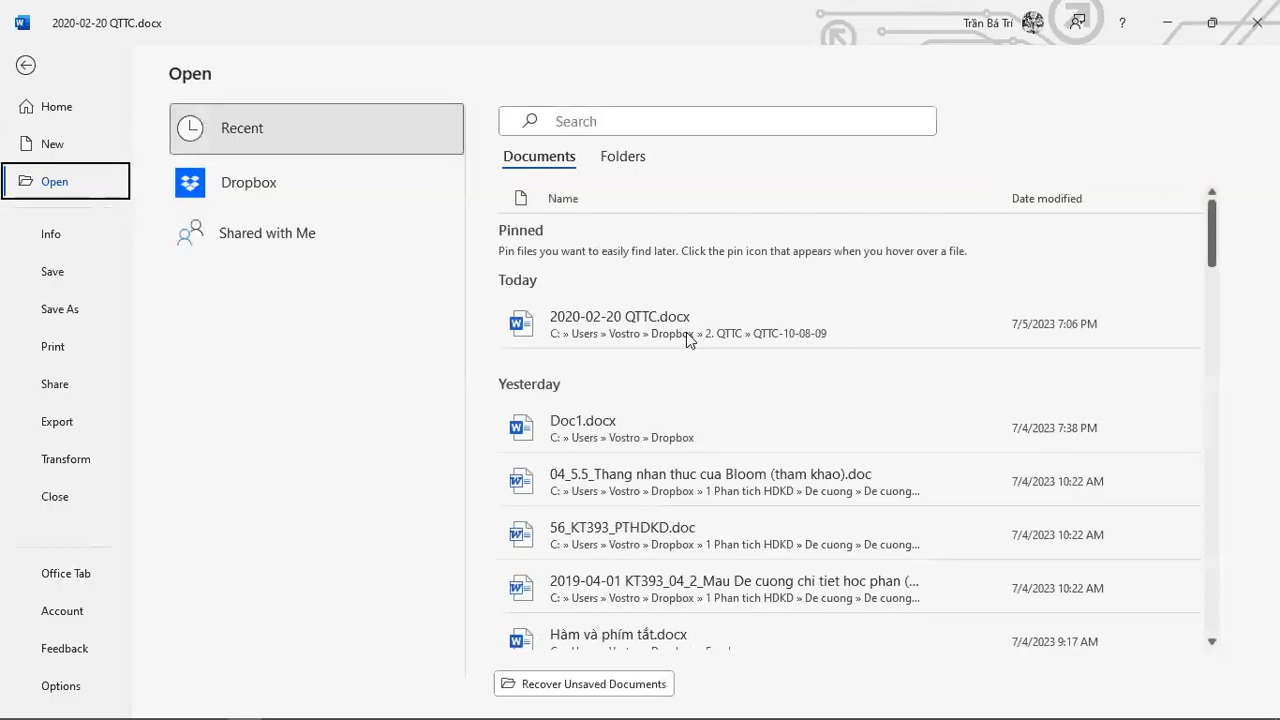 2020-02-20 QTTC.docx
Trần Bá Trí
?
Home
New
Open
Info
Save
Save As
Print
Share
Export
Transform
Close
Office Tab
Account
Feedback
Options
Open
Recent
Dropbox
Shared with Me
Search
Documents Folders
Name Date modified
Pinned
Pin files you want to easily find later. Click the pin icon that appears when you hover over a file.
Today
2020-02-20 QTTC.docx
C: » Users » Vostro » Dropbox » 2. QTTC » QTTC-10-08-09
7/5/2023 7:06 PM
Yesterday
Doc1.docx
C: » Users » Vostro » Dropbox
7/4/2023 7:38 PM
04_5.5_Thang nhan thuc cua Bloom (tham khao).doc
C: » Users » Vostro » Dropbox » 1 Phan tich HDKD » De cuong » De cuong...
7/4/2023 10:22 AM
56_KT393_PTHDKD.doc
C: » Users » Vostro » Dropbox » 1 Phan tich HDKD » De cuong » De cuong...
7/4/2023 10:22 AM
2019-04-01 KT393_04_2_Mau De cuong chi tiet hoc phan (...
C: » Users » Vostro » Dropbox » 1 Phan tich HDKD » De cuong » De cuong...
7/4/2023 10:22 AM
Hàm và phím tắt.docx
7/4/2023 9:17 AM
Recover Unsaved Documents